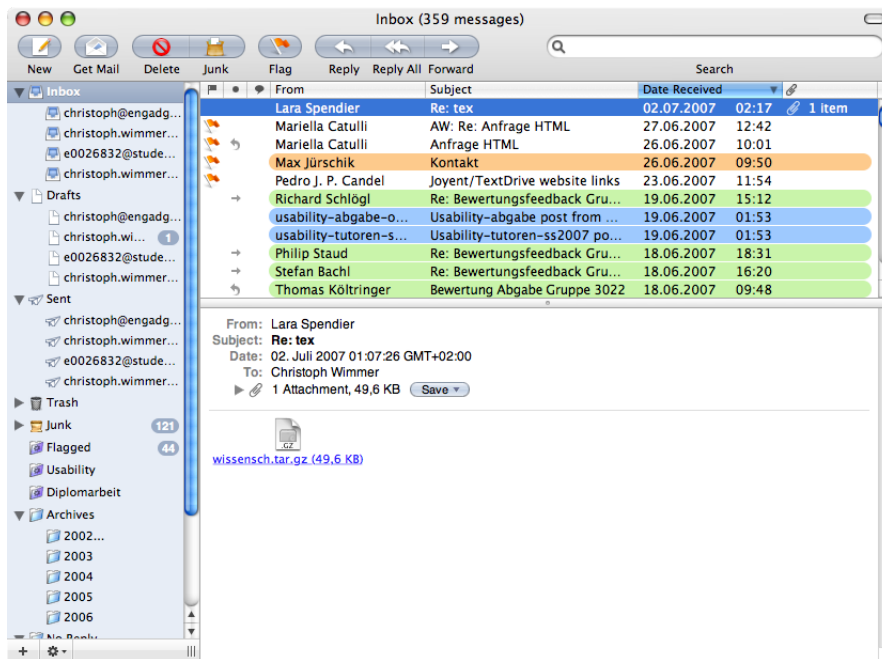 Inbox (359 messages)
New Get Mail Delete Junk Flag Reply Reply All Forward Search
Inbox
christoph@engadg...
christoph.wimmer...
e0026832@stude...
christoph.wimmer...
Drafts
christoph@engadg...
christoph.wi... 1
e0026832@stude...
christoph.wimmer...
Sent
christoph@engadg...
christoph.wimmer...
e0026832@stude...
christoph.wimmer...
Trash
Junk 121
Flagged 44
Usability
Diplomarbeit
Archives
2002...
2003
2004
2005
2006
No Reply
From Subject Date Received
Lara Spendier Re: tex 02.07.2007 02:17 1 item
Mariella Catulli AW: Re: Anfrage HTML 27.06.2007 12:42
Mariella Catulli Anfrage HTML 26.06.2007 10:01
Max Jürschik Kontakt 26.06.2007 09:50
Pedro J. P. Candel Joyent/TextDrive website links 23.06.2007 11:54
Richard Schlögl Re: Bewertungsfeedback Gru... 19.06.2007 15:12
usability-abgabe-o... Usability-abgabe post from ... 19.06.2007 01:53
usability-tutoren-s... Usability-tutoren-ss2007 po... 19.06.2007 01:53
Philip Staud Re: Bewertungsfeedback Gru... 18.06.2007 18:31
Stefan Bachl Re: Bewertungsfeedback Gru... 18.06.2007 16:20
Thomas Költringer Bewertung Abgabe Gruppe 3022 18.06.2007 09:48
From: Lara Spendier
Subject: Re: tex
Date: 02. Juli 2007 01:07:26 GMT+02:00
To: Christoph Wimmer
1 Attachment, 49,6 KB Save
.GZ
wissensch.tar.gz (49,6 KB)